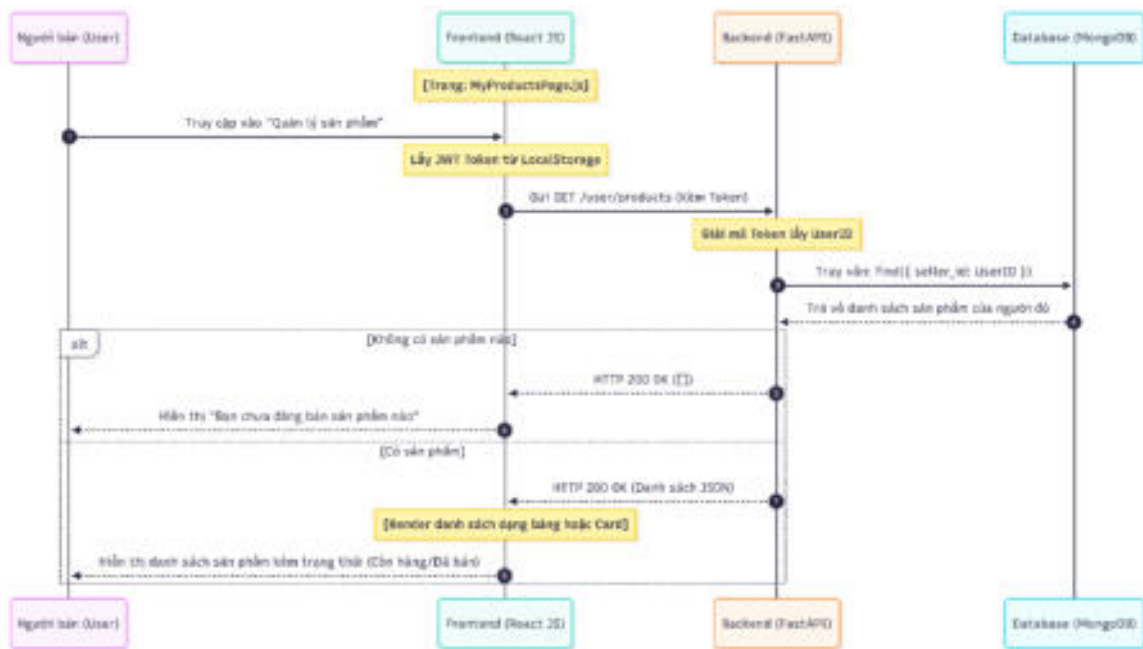 Người bán (User)
Frontend (React JS)
Backend (FastAPI)
Database (MongoDB)
[Trang: MyProductsPage.js]
Truy cập vào "Quản lý sản phẩm"
Lấy JWT Token từ LocalStorage
Gửi GET /user/products (Kèm Token)
Giải mã Token lấy UserID
Truy vấn: find({ seller_id: UserID })
Trả về danh sách sản phẩm của người đó
alt
[Không có sản phẩm nào]
HTTP 200 OK ([])
Hiển thị "Bạn chưa đăng bán sản phẩm nào"
[Có sản phẩm]
HTTP 200 OK (Danh sách JSON)
[Render danh sách dạng bảng hoặc Card]
Hiển thị danh sách sản phẩm kèm trạng thái (Còn hàng/Đã bán)
Người bán (User)
Frontend (React JS)
Backend (FastAPI)
Database (MongoDB)